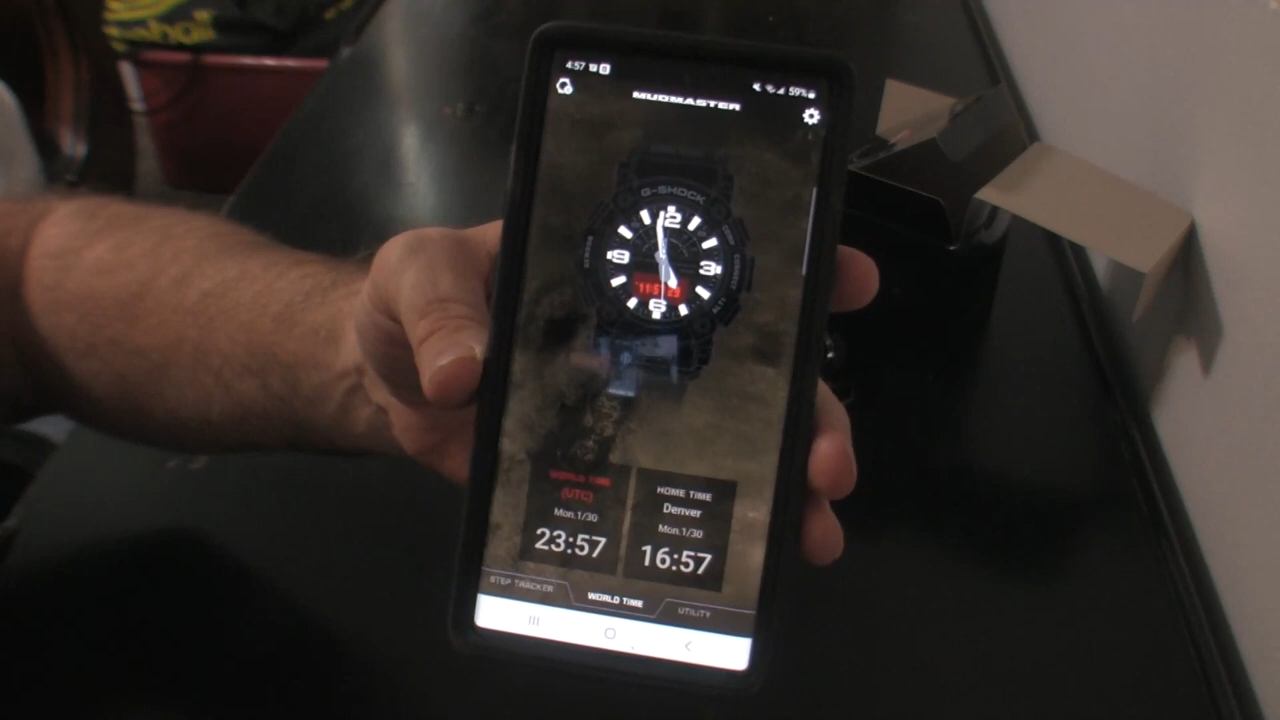 4:57
59%
MUDMASTER
G-SHOCK
12
9
3
6
WORLD TIME
(UTC)
Mon.1/30
23:57
HOME TIME
Denver
Mon.1/30
16:57
STEP TRACKER
WORLD TIME
UTILITY